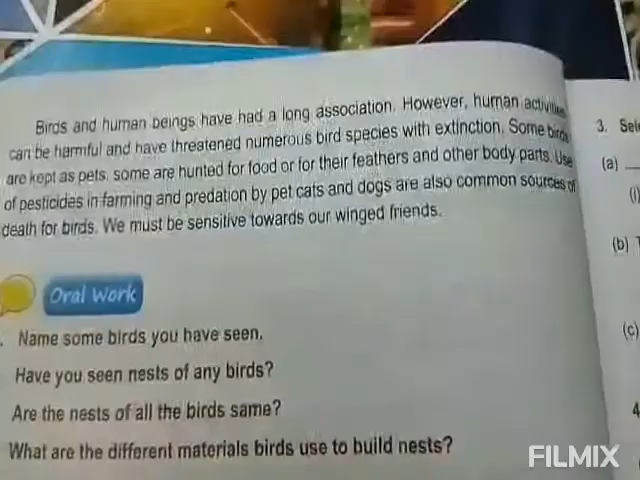 Birds and human beings have had a long association. However, human activities
can be harmful and have threatened numerous bird species with extinction. Some birds
are kept as pets, some are hunted for food or for their feathers and other body parts. Use
of pesticides in farming and predation by pet cats and dogs are also common sources of
death for birds. We must be sensitive towards our winged friends.
Oral Work
Name some birds you have seen.
Have you seen nests of any birds?
Are the nests of all the birds same?
What are the different materials birds use to build nests?
3.
(a)
(i)
(b)
(c)
4
FILMIX